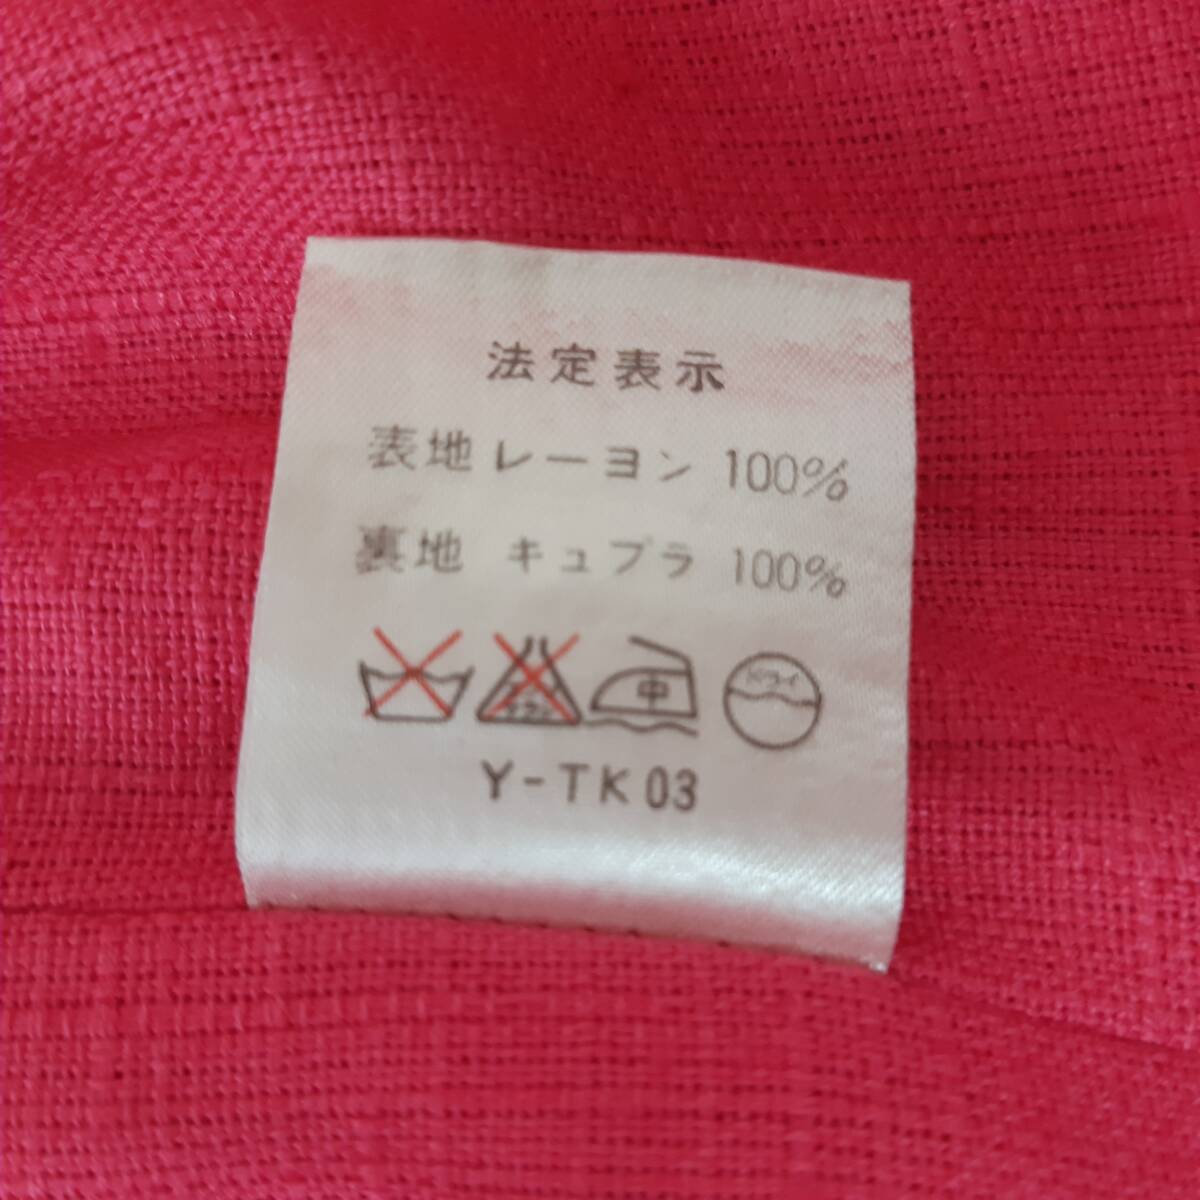 法定表示
表地 レーヨン 100%
裏地 キュプラ 100%
中 ドライ
Y-TK03